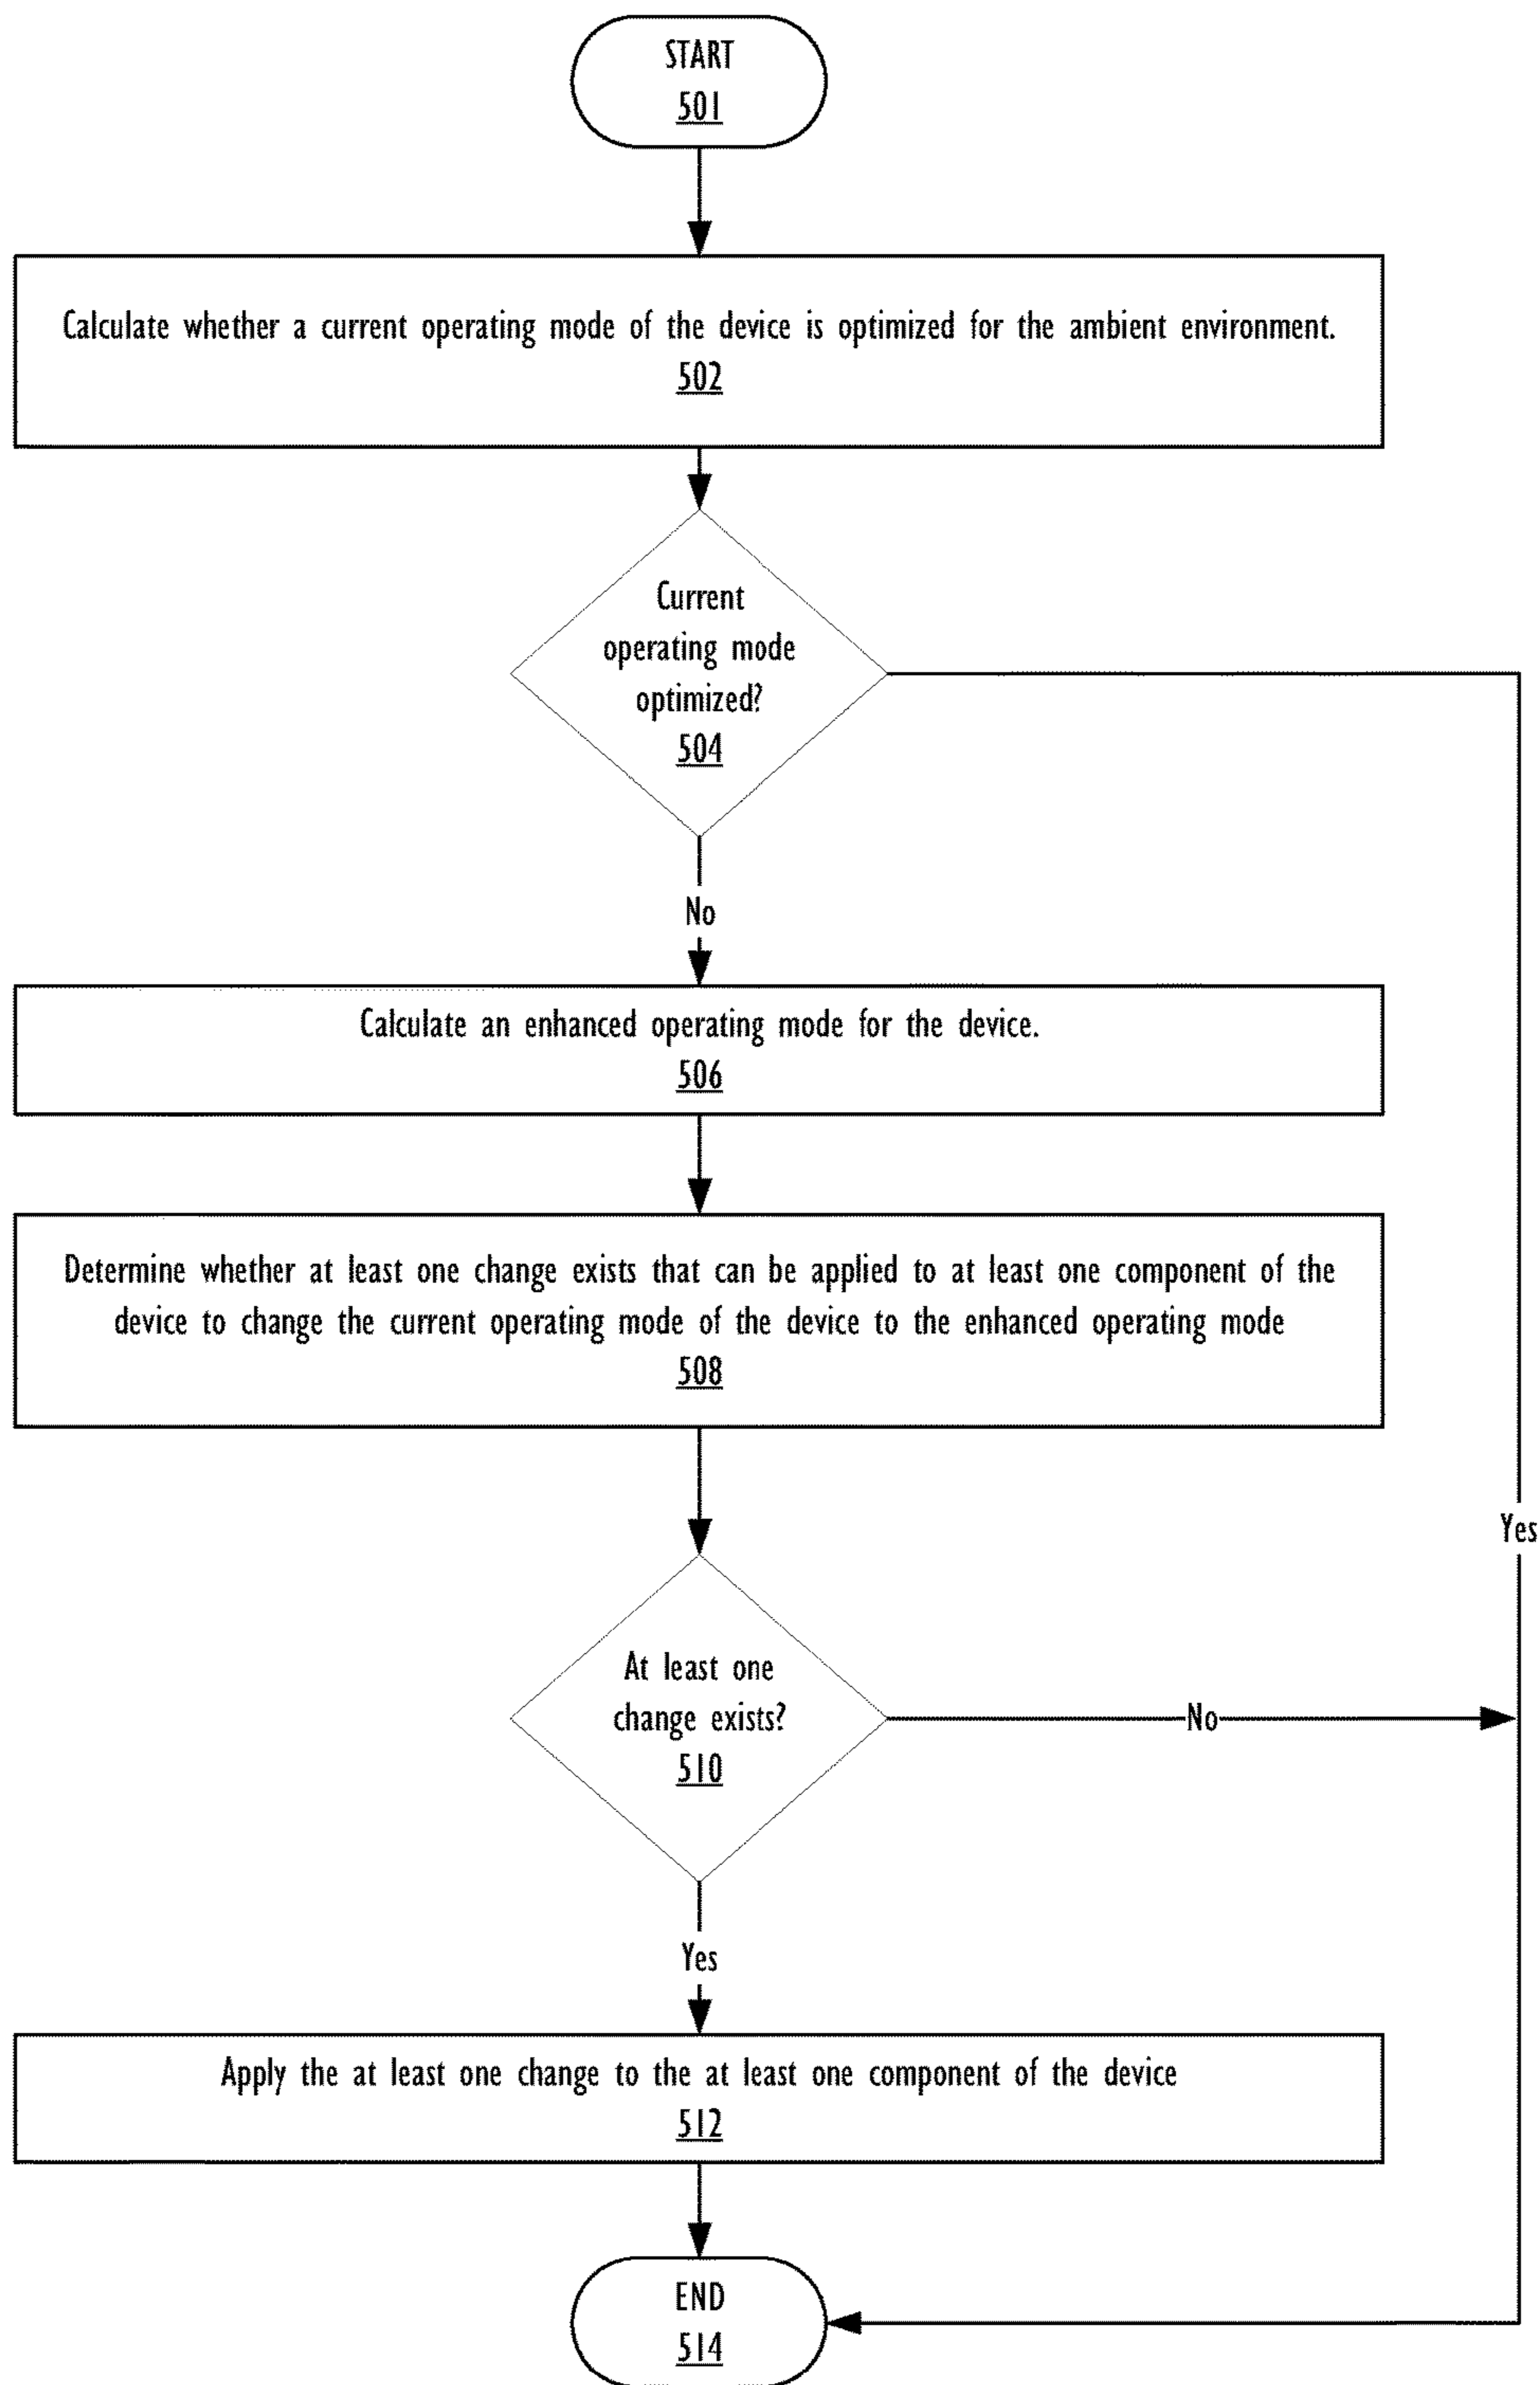 START
501
Calculate whether a current operating mode of the device is optimized for the ambient environment.
502
Current
operating mode
optimized?
504
No
Calculate an enhanced operating mode for the device.
506
Determine whether at least one change exists that can be applied to at least one component of the
device to change the current operating mode of the device to the enhanced operating mode
508
Yes
At least one
change exists?
510
No
Yes
Apply the at least one change to the at least one component of the device
512
END
514